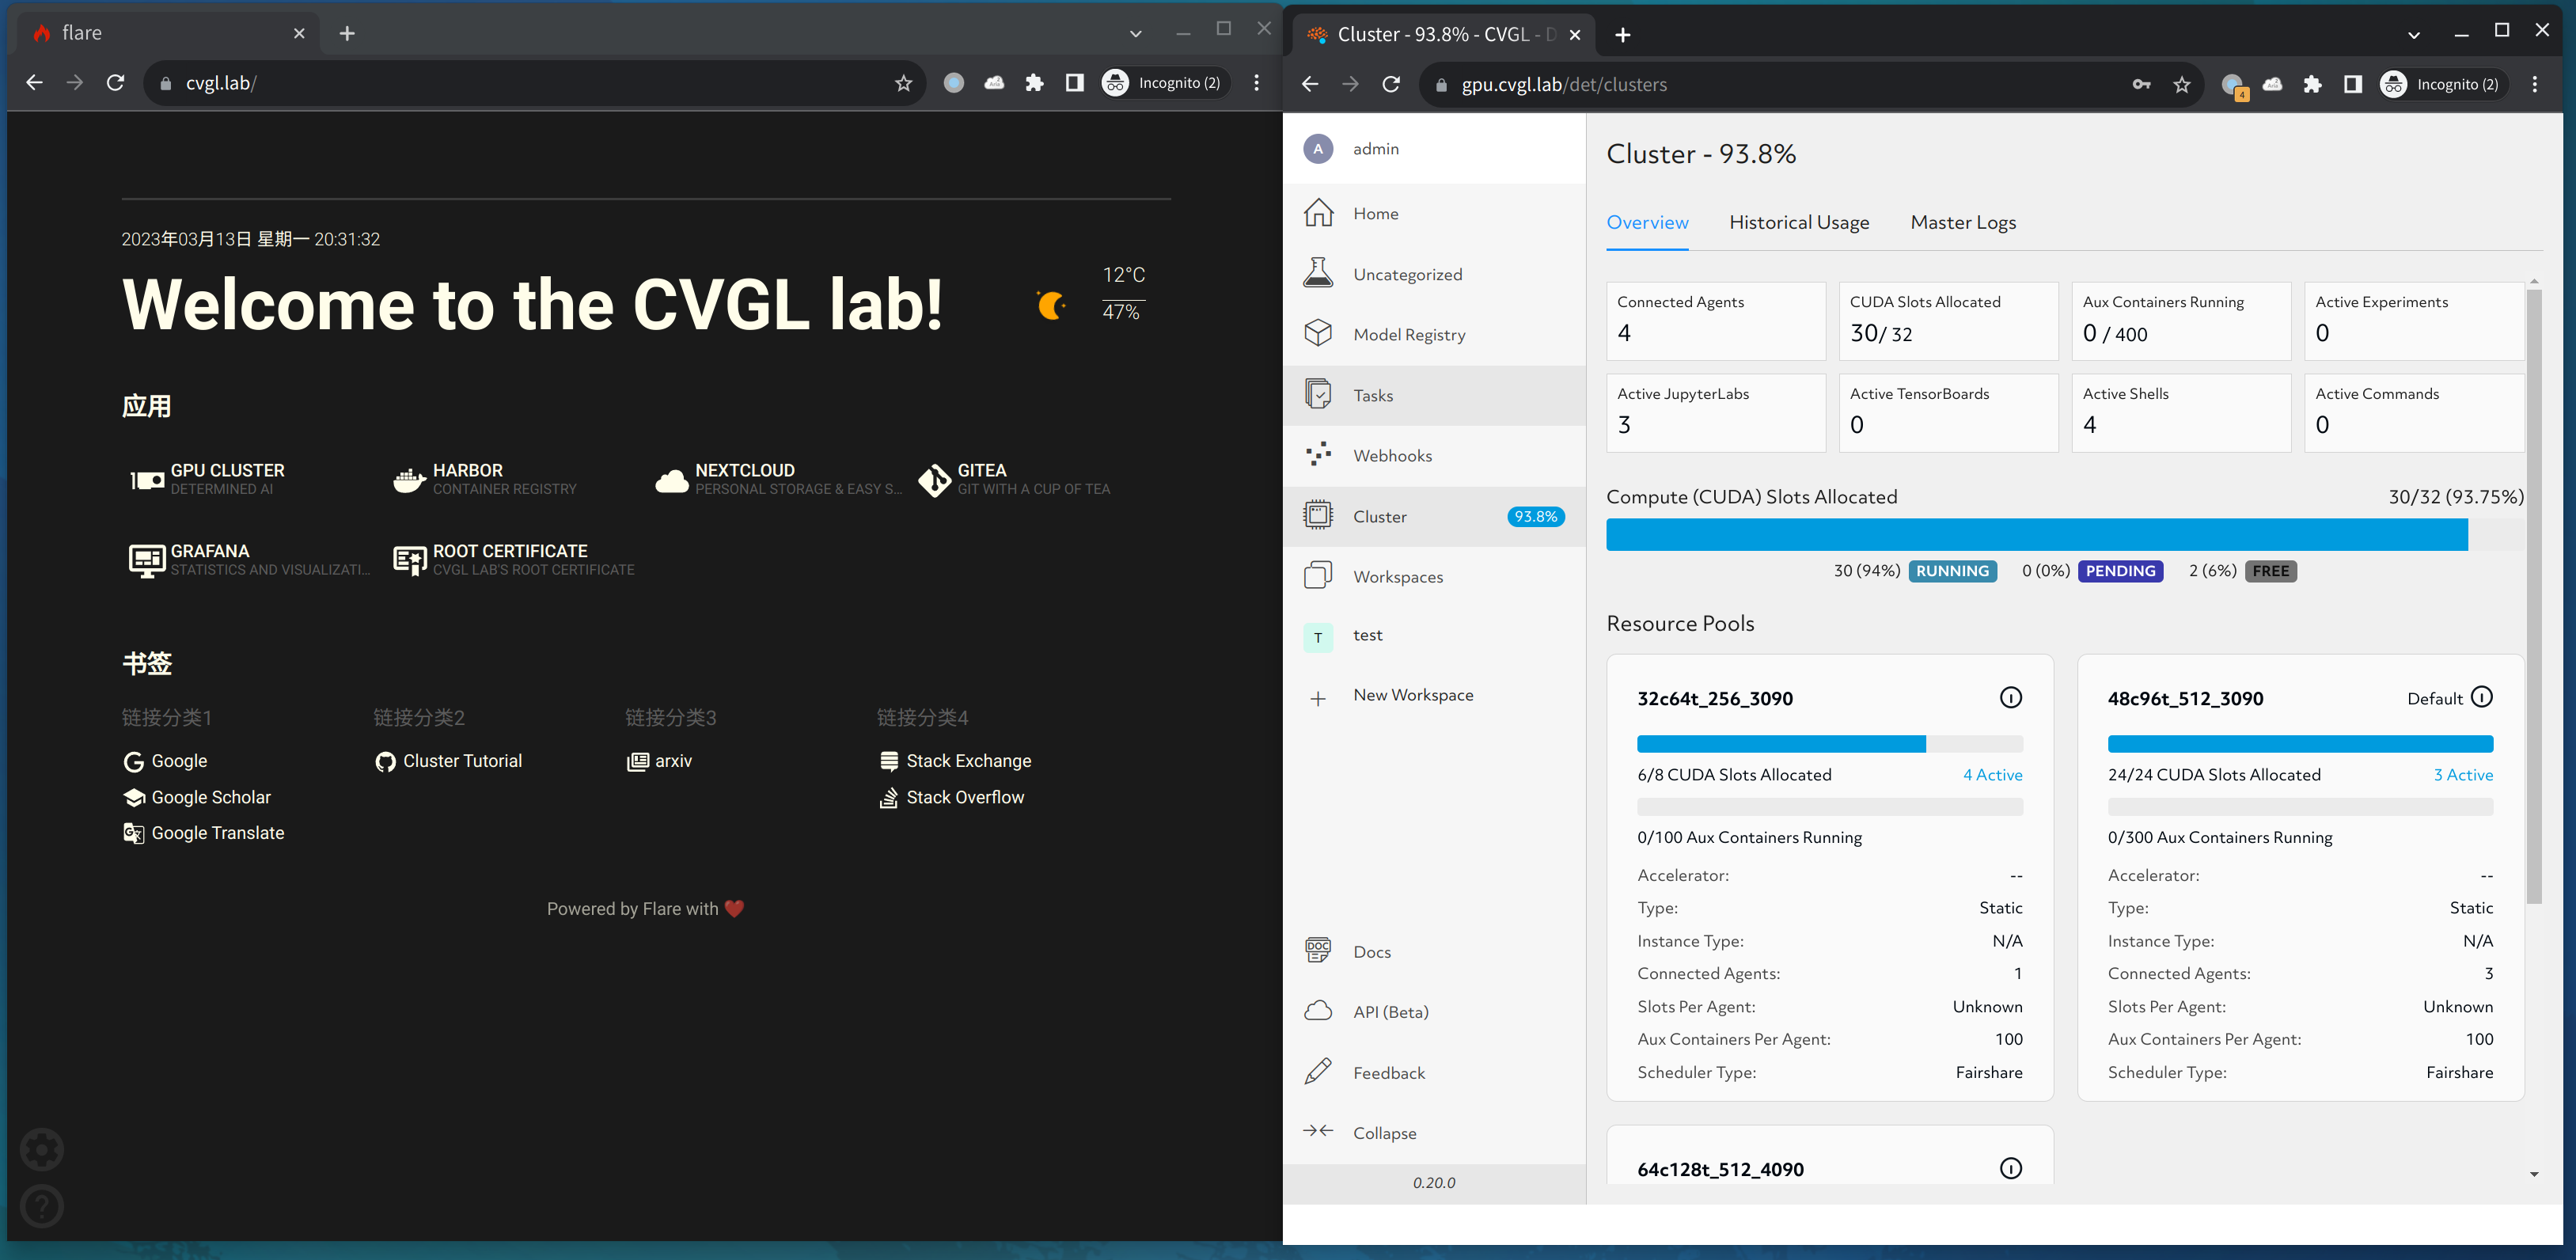 flare
cvgl.lab/
Incognito (2)
2023年03月13日 星期一 20:31:32
Welcome to the CVGL lab!
12°C
47%
应用
GPU CLUSTER
DETERMINED AI
HARBOR
CONTAINER REGISTRY
NEXTCLOUD
PERSONAL STORAGE & EASY S...
GITEA
GIT WITH A CUP OF TEA
GRAFANA
STATISTICS AND VISUALIZATI...
ROOT CERTIFICATE
CVGL LAB'S ROOT CERTIFICATE
书签
链接分类1
Google
Google Scholar
Google Translate
链接分类2
Cluster Tutorial
链接分类3
arxiv
链接分类4
Stack Exchange
Stack Overflow
Powered by Flare with ❤️
Cluster - 93.8% - CVGL - D
gpu.cvgl.lab/det/clusters
4
Incognito (2)
A
admin
Home
Uncategorized
Model Registry
Tasks
Webhooks
Cluster 93.8%
Workspaces
T
test
New Workspace
DOC
Docs
API (Beta)
Feedback
Collapse
0.20.0
Cluster - 93.8%
Overview Historical Usage Master Logs
Connected Agents
4
CUDA Slots Allocated
30/ 32
Aux Containers Running
0 / 400
Active Experiments
0
Active JupyterLabs
3
Active TensorBoards
0
Active Shells
4
Active Commands
0
Compute (CUDA) Slots Allocated 30/32 (93.75%)
30 (94%) RUNNING 0 (0%) PENDING 2 (6%) FREE
Resource Pools
32c64t_256_3090
6/8 CUDA Slots Allocated 4 Active
0/100 Aux Containers Running
Accelerator: --
Type: Static
Instance Type: N/A
Connected Agents: 1
Slots Per Agent: Unknown
Aux Containers Per Agent: 100
Scheduler Type: Fairshare
48c96t_512_3090 Default
24/24 CUDA Slots Allocated 3 Active
0/300 Aux Containers Running
Accelerator: --
Type: Static
Instance Type: N/A
Connected Agents: 3
Slots Per Agent: Unknown
Aux Containers Per Agent: 100
Scheduler Type: Fairshare
64c128t_512_4090